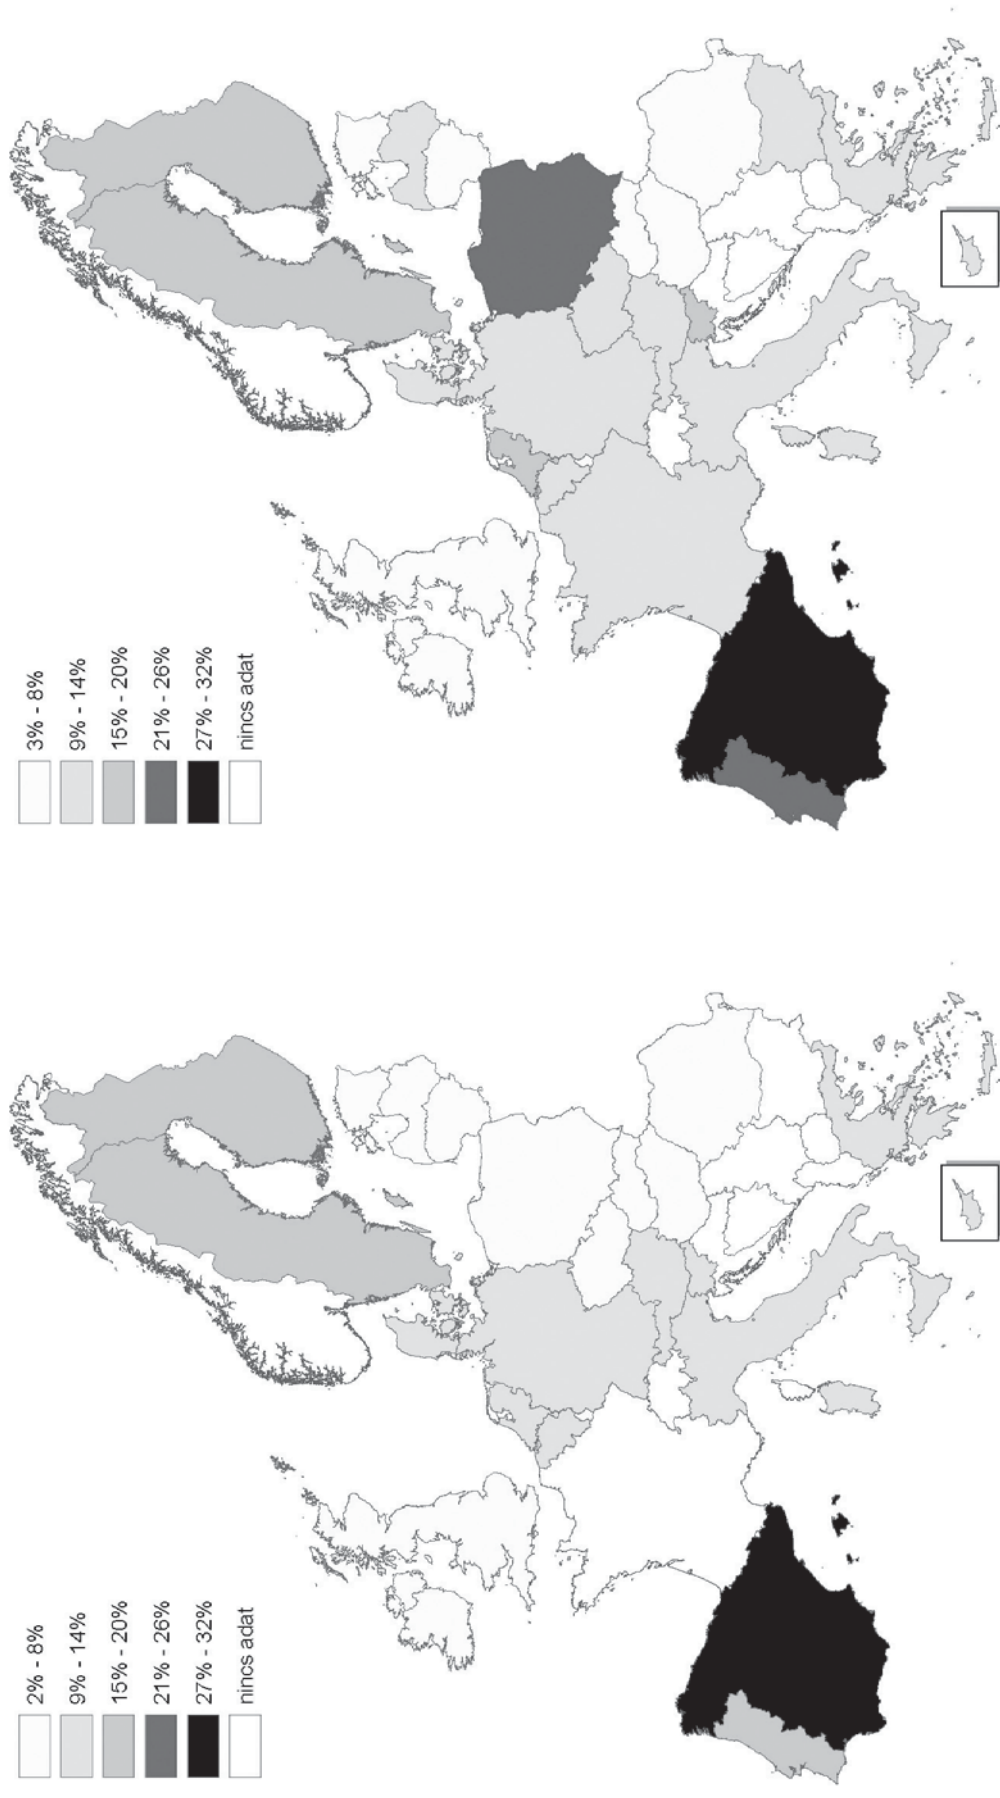 2% - 8%
9% - 14%
15% - 20%
21% - 26%
27% - 32%
nincs adat
3% - 8%
9% - 14%
15% - 20%
21% - 26%
27% - 32%
nincs adat